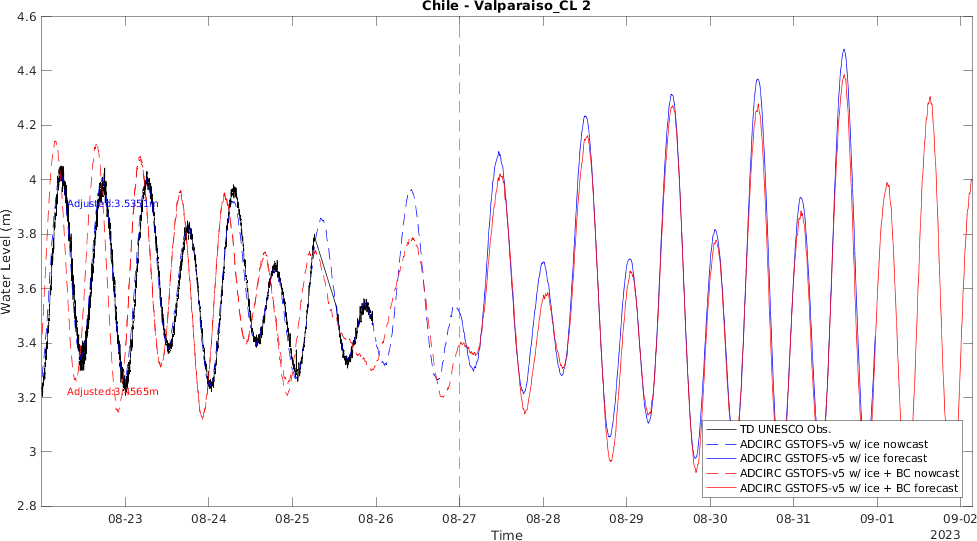 Chile - Valparaiso_CL 2
Water Level (m)
4.6
4.4
4.2
4
3.8
3.6
3.4
3.2
3
2.8
Adjusted:3.5351m
TD UNESCO Obs.
ADCIRC GSTOFS-v5 w/ ice nowcast
ADCIRC GSTOFS-v5 w/ ice forecast
ADCIRC GSTOFS-v5 w/ ice + BC nowcast
ADCIRC GSTOFS-v5 w/ ice + BC forecast
08-23 08-24 08-25 08-26 08-27 08-28 08-29 08-30 08-31 09-01 09-02
2023
Time